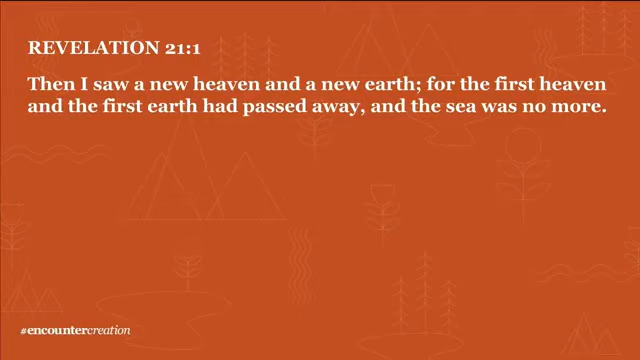 REVELATION 21:1
Then I saw a new heaven and a new earth; for the first heaven
and the first earth had passed away, and the sea was no more.
#encountercreation